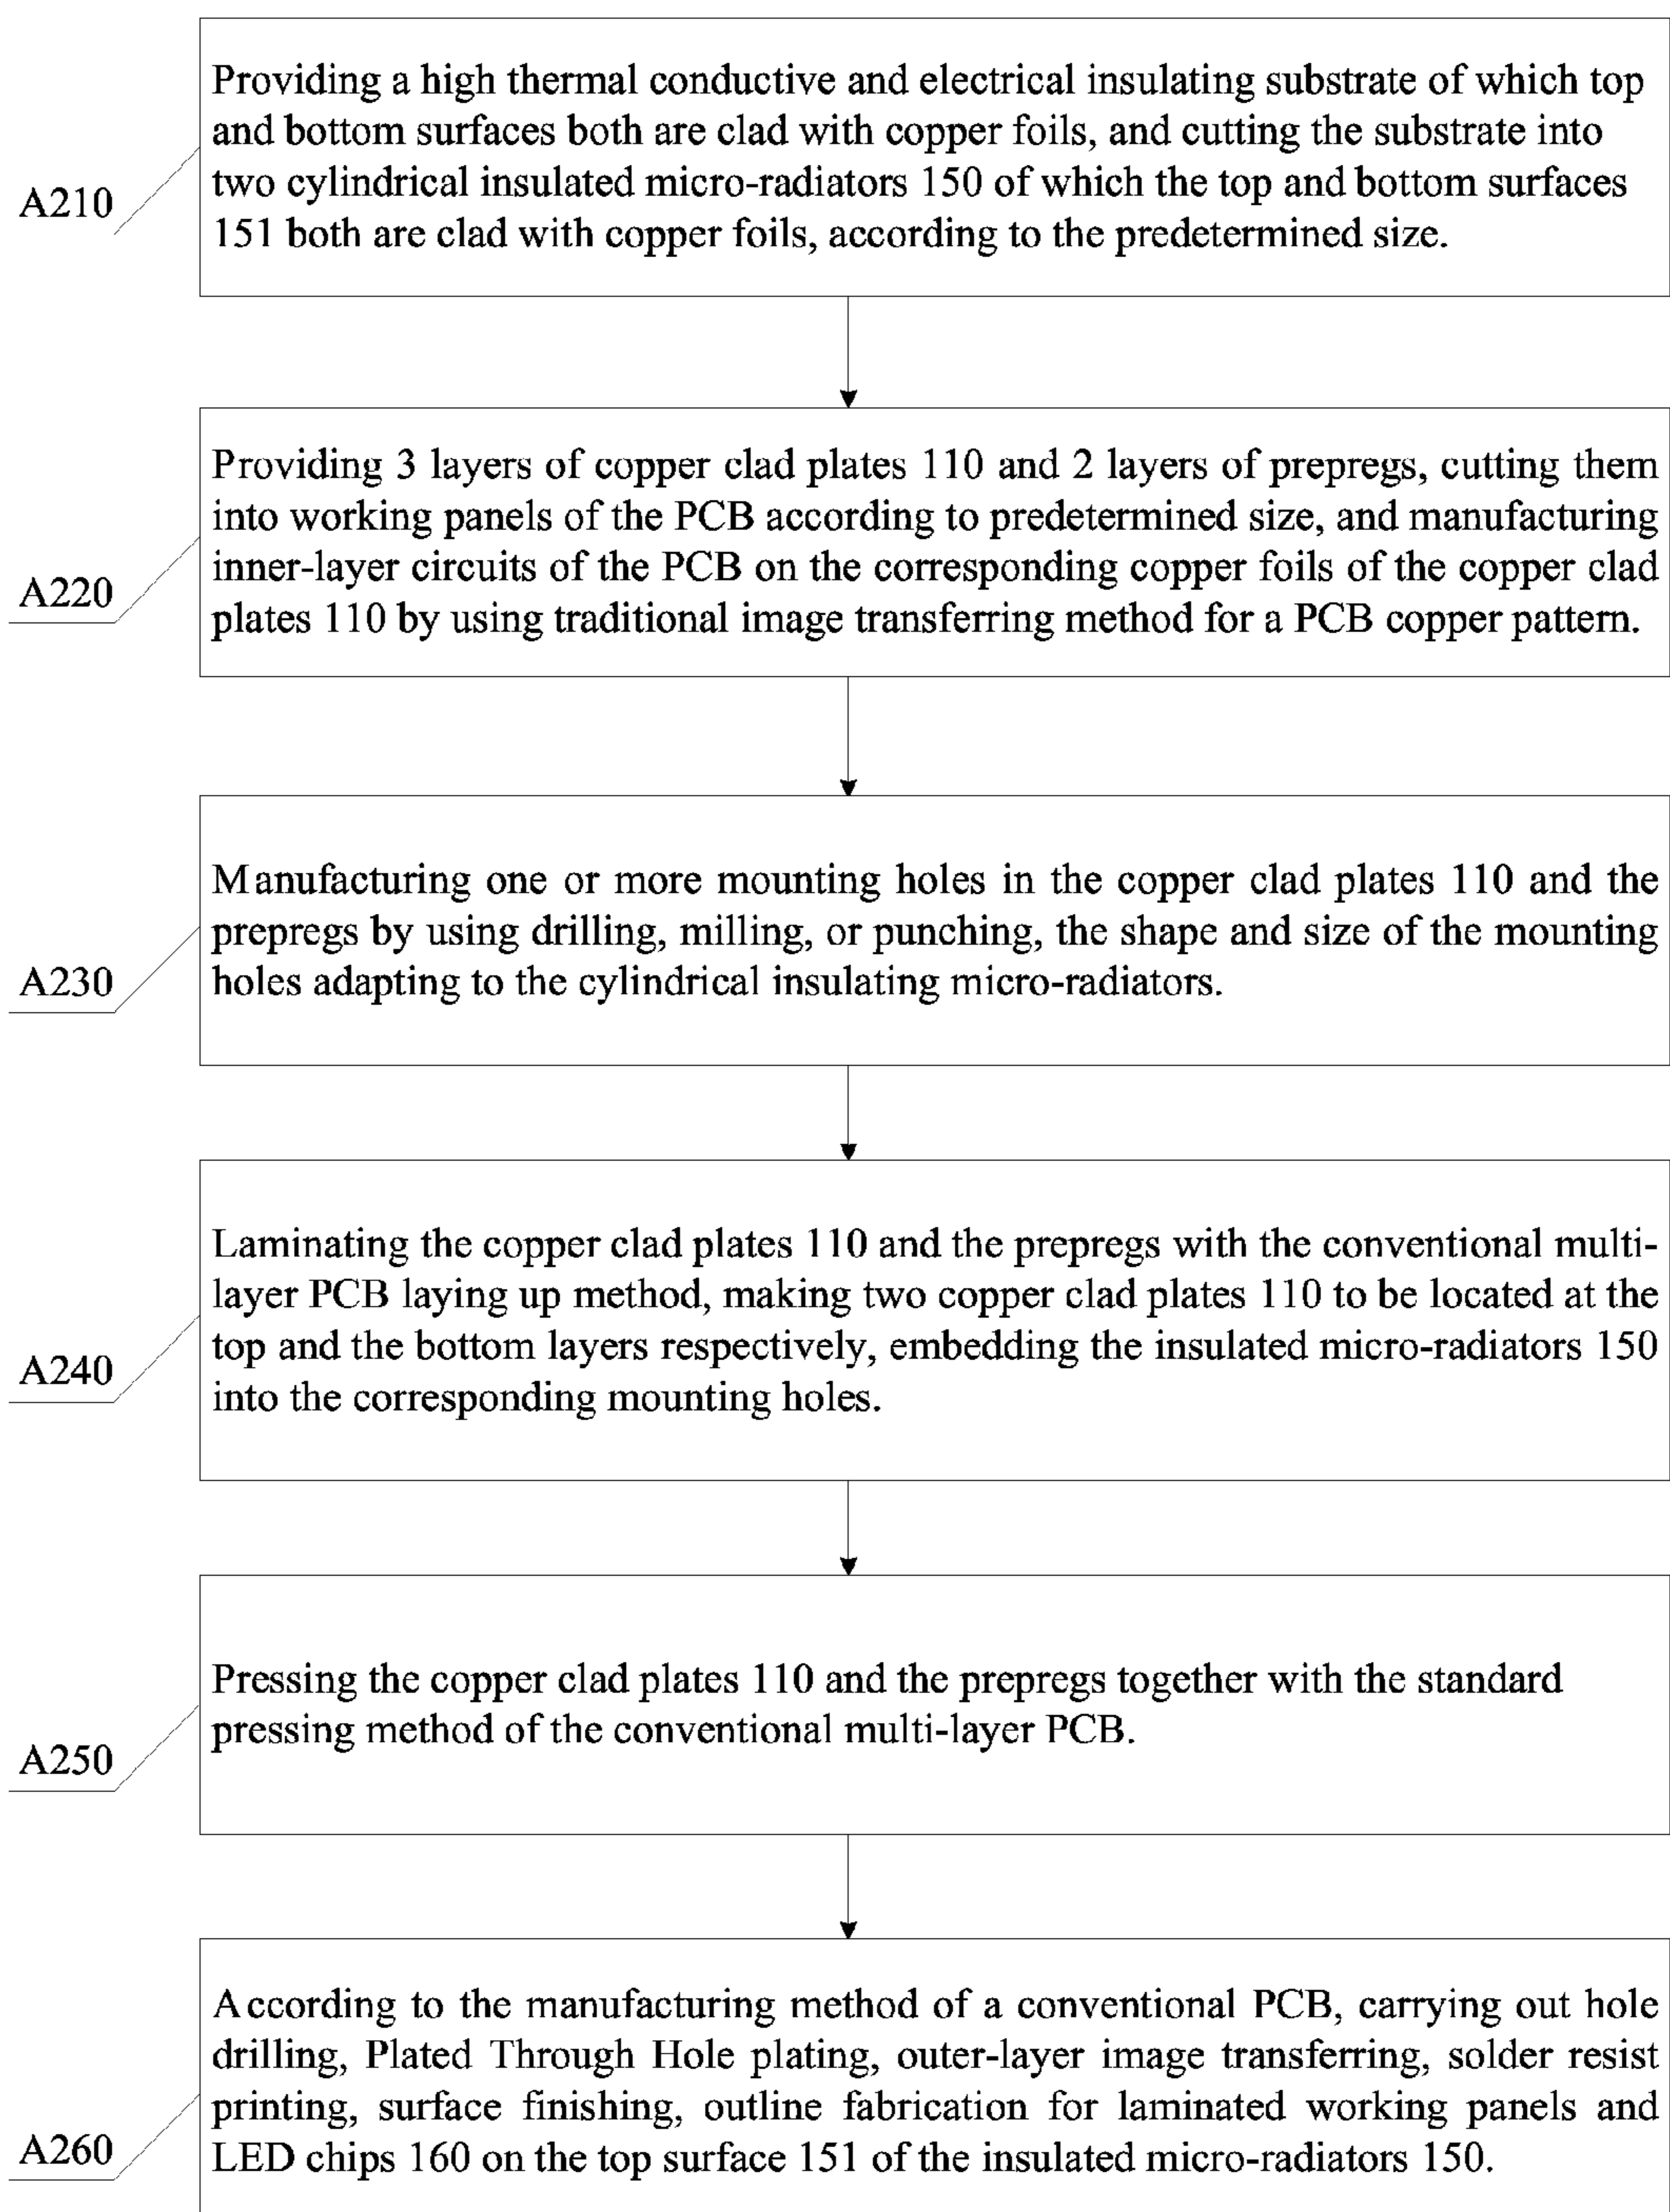 Providing a high thermal conductive and electrical insulating substrate of which top
and bottom surfaces both are clad with copper foils, and cutting the substrate into
two cylindrical insulated micro-radiators 150 of which the top and bottom surfaces
151 both are clad with copper foils, according to the predetermined size.
A210
Providing 3 layers of copper clad plates 110 and 2 layers of prepregs, cutting them
into working panels of the PCB according to predetermined size, and manufacturing
inner-layer circuits of the PCB on the corresponding copper foils of the copper clad
plates 110 by using traditional image transferring method for a PCB copper pattern.
A220
Manufacturing one or more mounting holes in the copper clad plates 110 and the
prepregs by using drilling, milling, or punching, the shape and size of the mounting
holes adapting to the cylindrical insulating micro-radiators.
A230
Laminating the copper clad plates 110 and the prepregs with the conventional multi-
layer PCB laying up method, making two copper clad plates 110 to be located at the
top and the bottom layers respectively, embedding the insulated micro-radiators 150
into the corresponding mounting holes.
A240
Pressing the copper clad plates 110 and the prepregs together with the standard
pressing method of the conventional multi-layer PCB.
A250
According to the manufacturing method of a conventional PCB, carrying out hole
drilling, Plated Through Hole plating, outer-layer image transferring, solder resist
printing, surface finishing, outline fabrication for laminated working panels and
LED chips 160 on the top surface 151 of the insulated micro-radiators 150.
A260